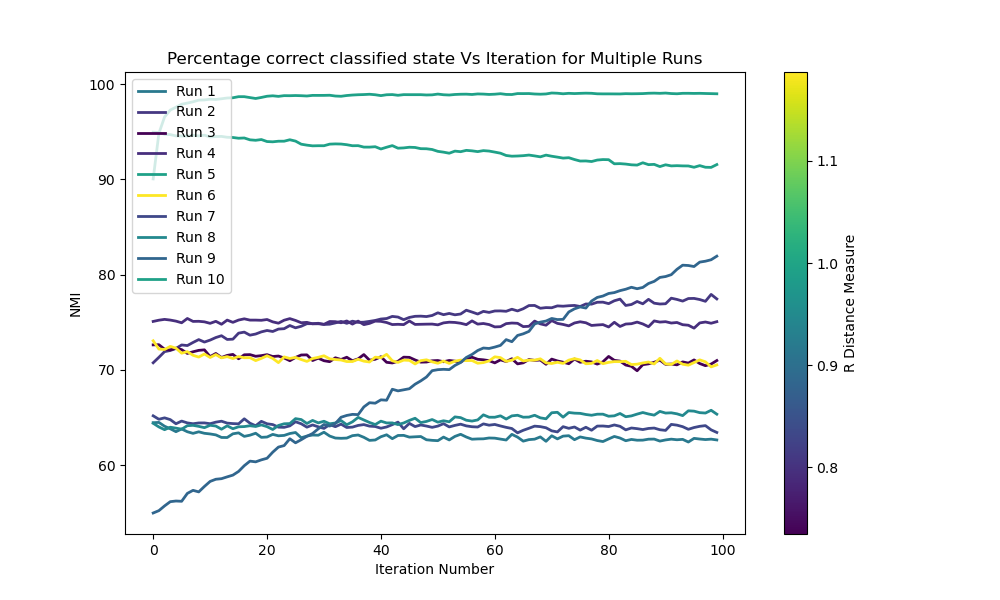 Percentage correct classified state Vs Iteration for Multiple Runs
100
90
80
70
60
NMI
Run 1
Run 2
Run 3
Run 4
Run 5
Run 6
Run 7
Run 8
Run 9
Run 10
0 20 40 60 80 100
Iteration Number
1.1
1.0
0.9
0.8
R Distance Measure